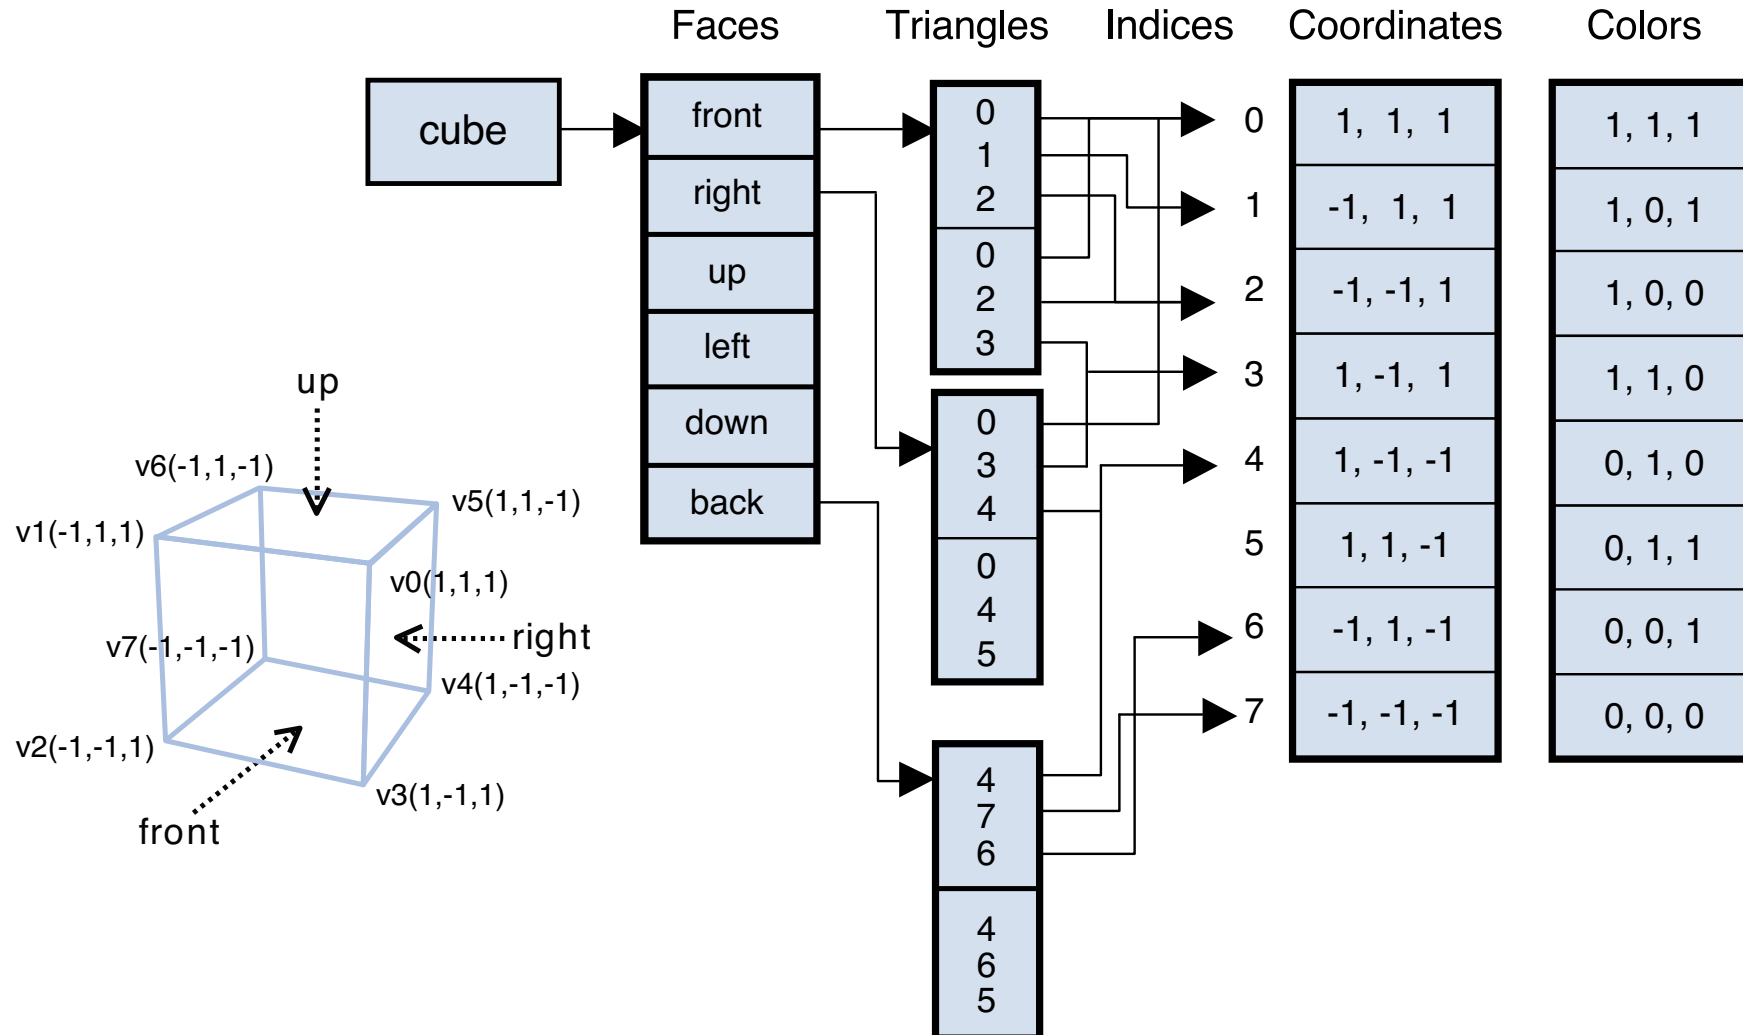 Faces Triangles Indices Coordinates Colors
cube
front
right
up
left
down
back
0
1
2
0
2
3
0
3
4
0
4
5
4
7
6
4
6
5
0
1
2
3
4
5
6
7
1, 1, 1
-1, 1, 1
-1, -1, 1
1, -1, 1
1, -1, -1
1, 1, -1
-1, 1, -1
-1, -1, -1
1, 1, 1
1, 0, 1
1, 0, 0
1, 1, 0
0, 1, 0
0, 1, 1
0, 0, 1
0, 0, 0
up
v6(-1,1,-1)
v5(1,1,-1)
v1(-1,1,1)
v0(1,1,1)
v7(-1,-1,-1)
right
v4(1,-1,-1)
v2(-1,-1,1)
v3(1,-1,1)
front